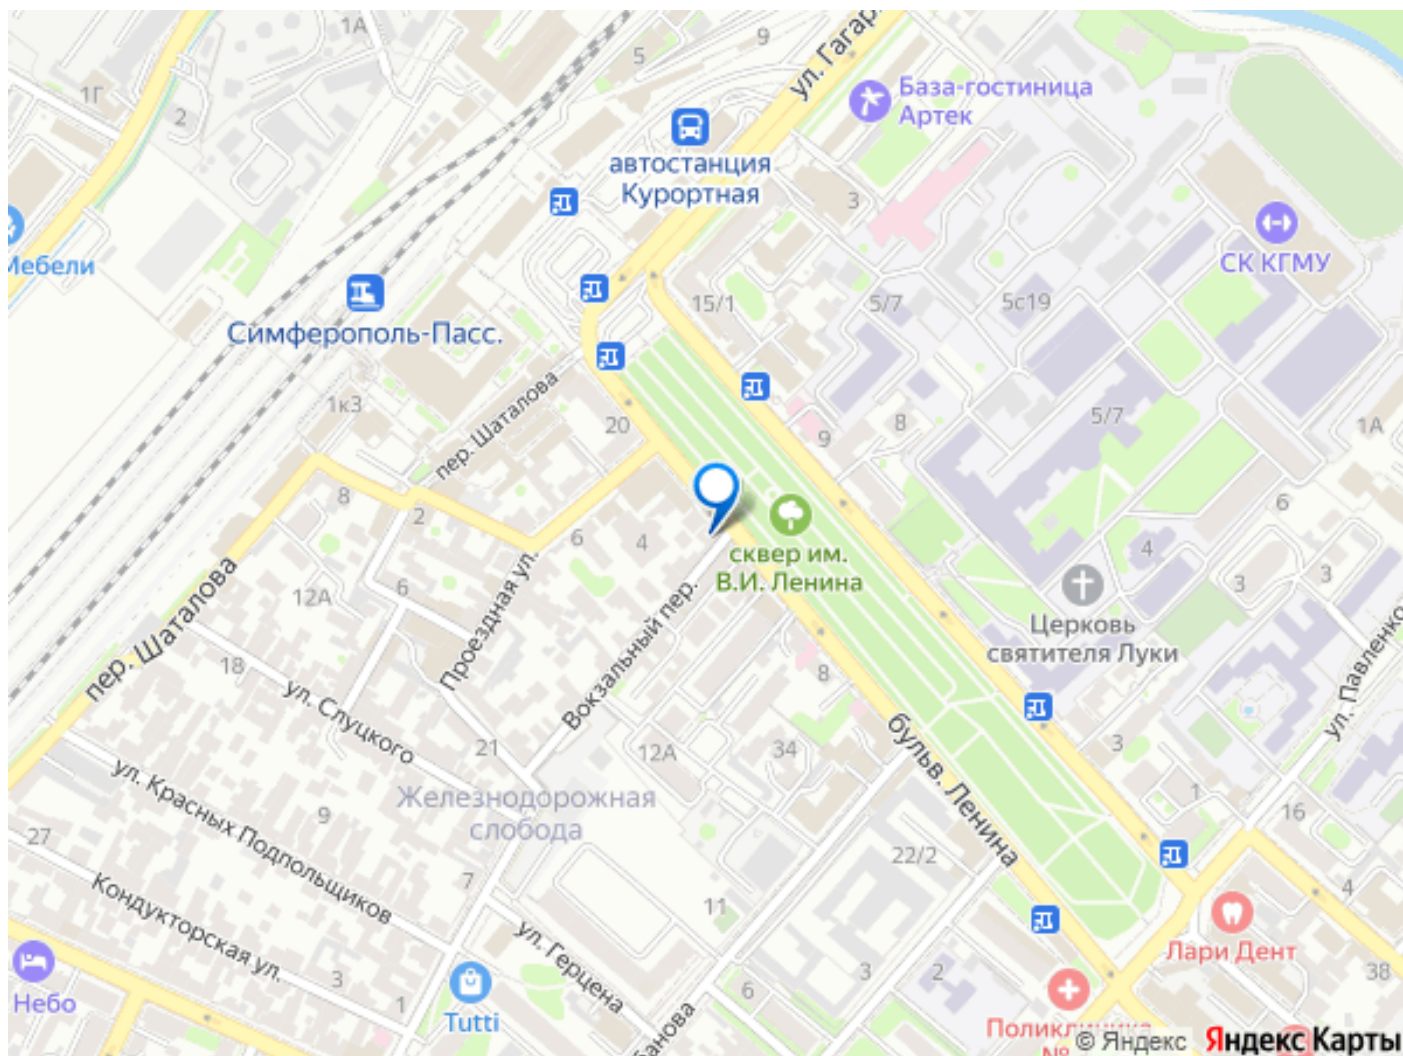 1А
9
ул. Гагар
5
1Г
2
База-гостиница
Артек
автостанция
Курортная
3
Мебели
СК КГМУ
15/1
5/7
5с19
Симферополь-Пасс.
пер. Шаталова
1к3
20
9
8
5/7
1А
8
2
6
4
6
сквер им.
В.И. Ленина
4
3
3
6
12А
пер. Шаталова
Проездная ул.
Вокзальный пер.
Церковь
святителя Луки
18
ул. Слуцкого
8
ул. Павленко
21
12А
34
бульв. Ленина
3
1
16
ул. Красных Подпольщиков
Железнодорожная
слобода
9
27
22/2
Кондукторская ул.
7
11
4
ул. Герцена
Лари Дент
38
3
2
3
6
1
Небо
Tutti
банова
Поликлиника
№
© Яндекс
Яндекс Карты